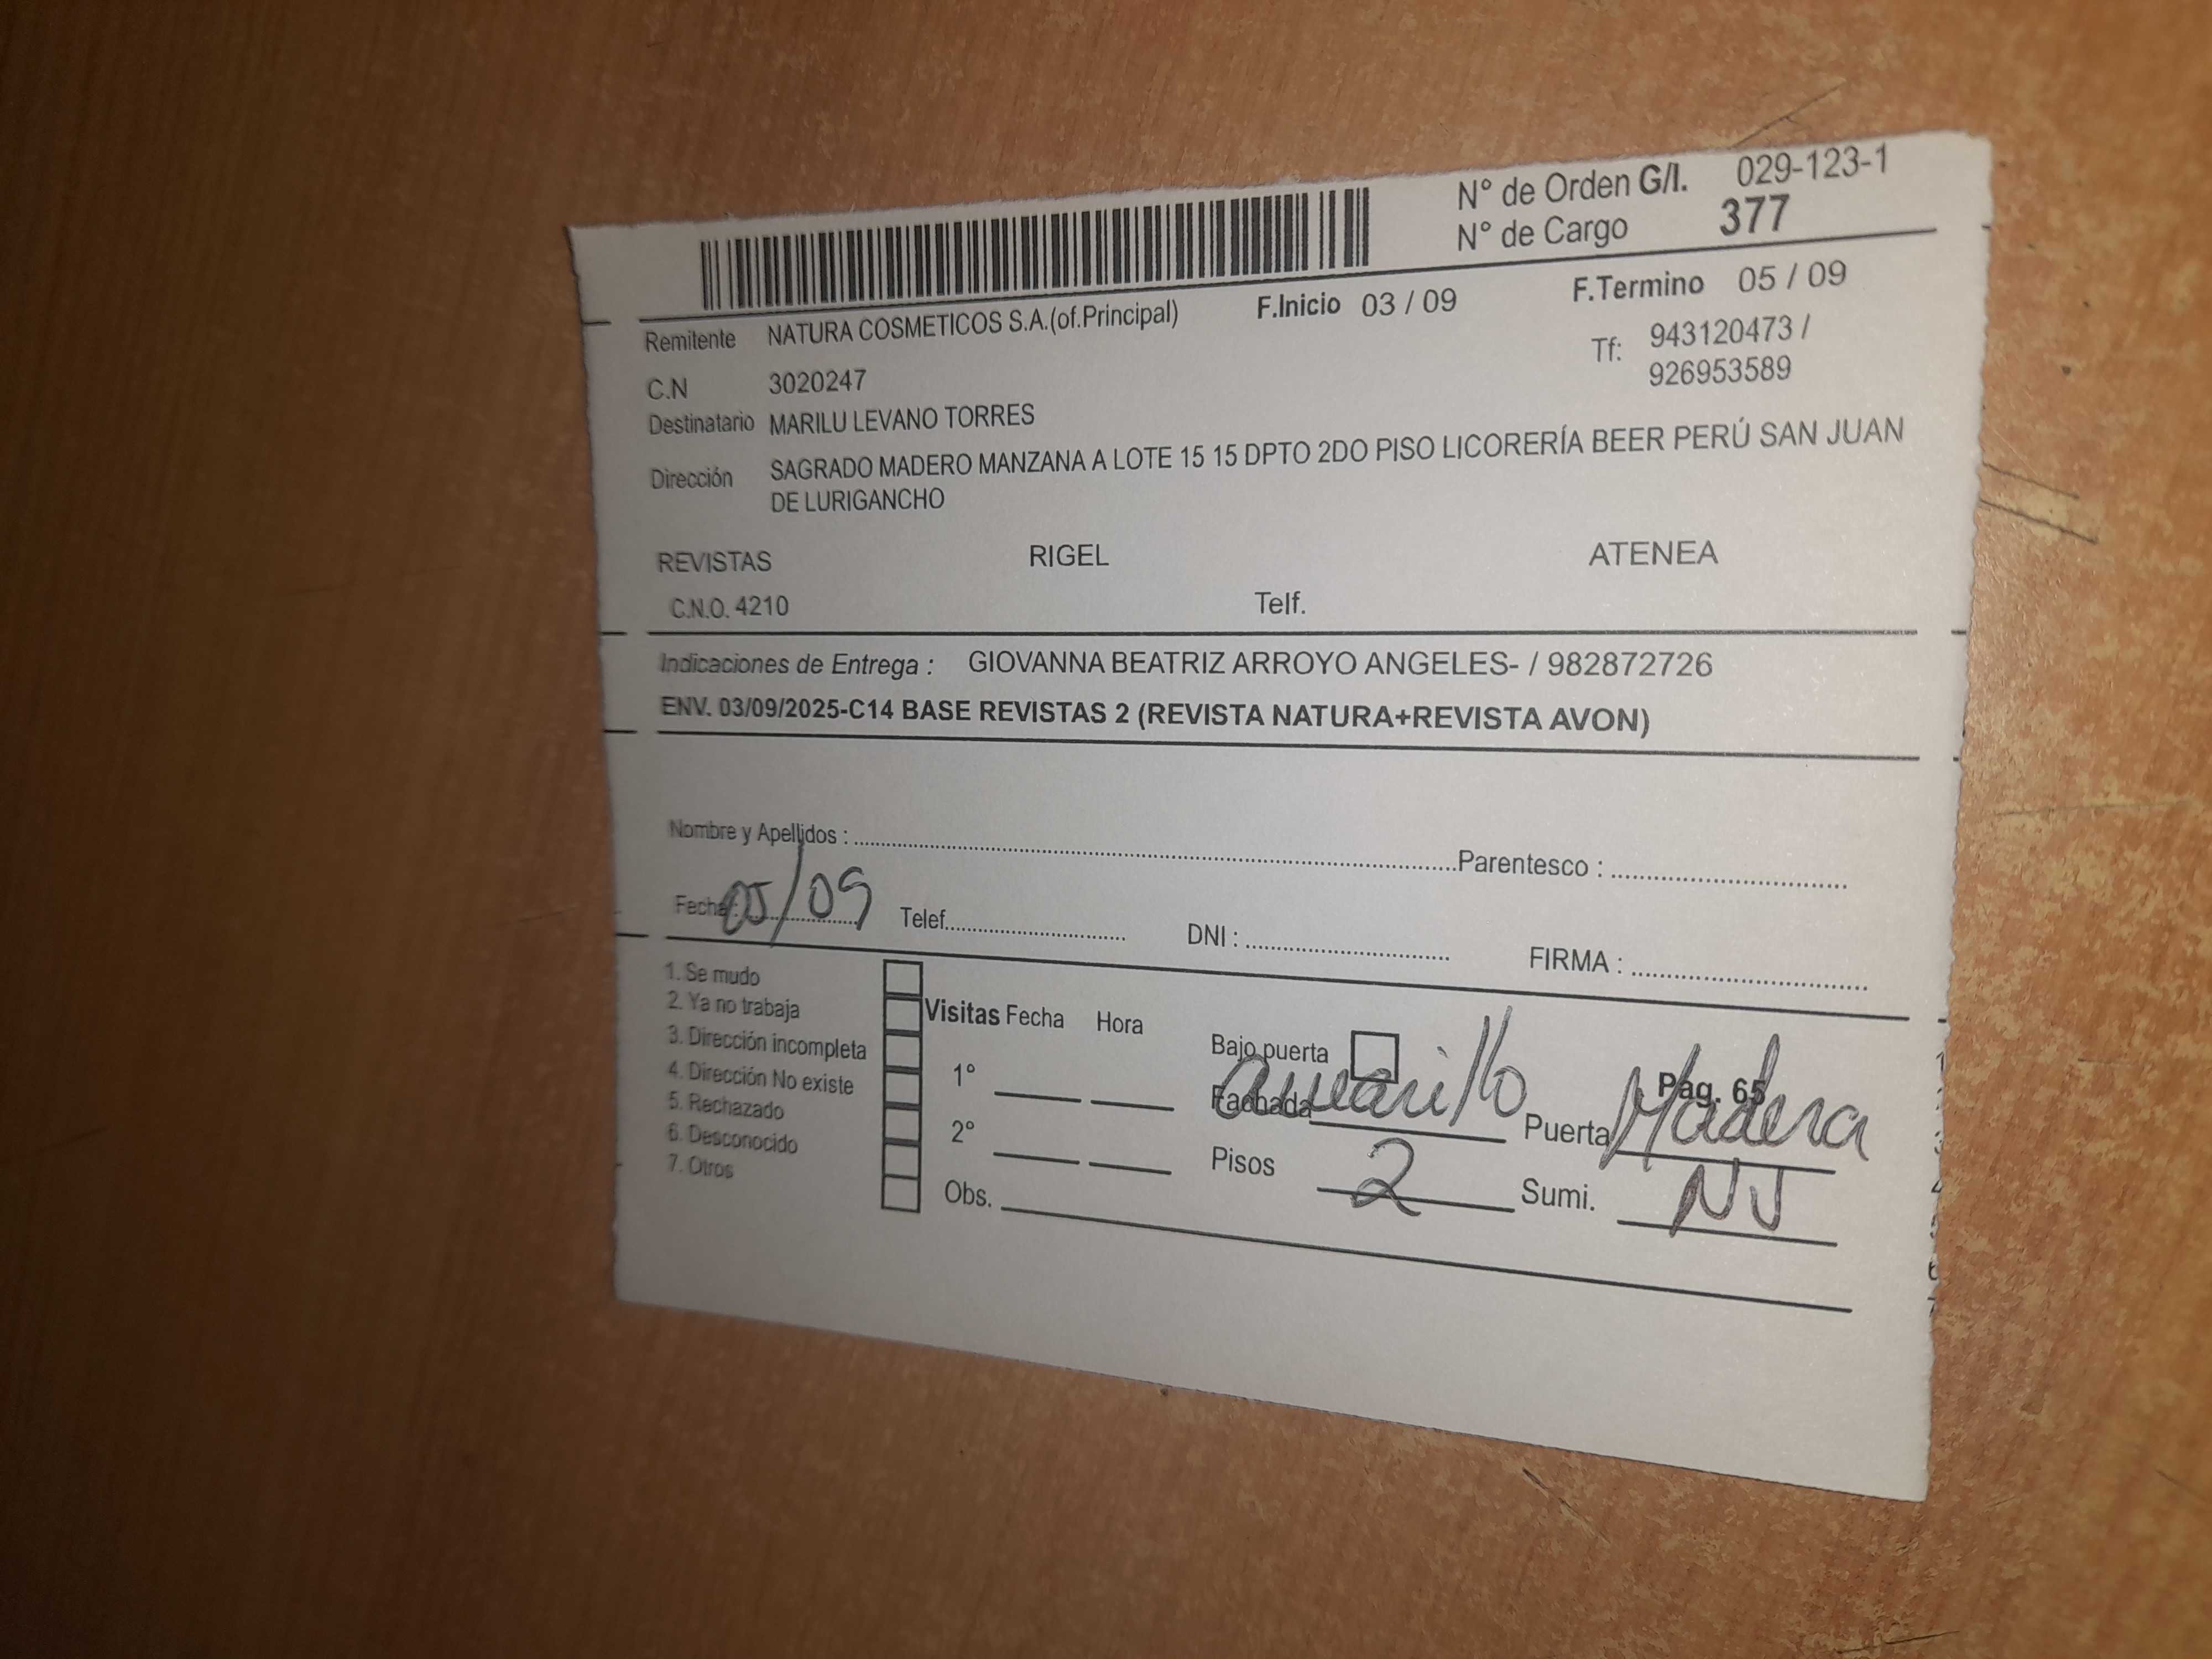 N° de Orden G/I. 029-123-1
N° de Cargo 377
F.Inicio 03 / 09 F.Termino 05 / 09
Remitente NATURA COSMETICOS S.A.(of.Principal)
Tf: 943120473 /
926953589
C.N 3020247
Destinatario MARILU LEVANO TORRES
Dirección SAGRADO MADERO MANZANA A LOTE 15 15 DPTO 2DO PISO LICORERÍA BEER PERÚ SAN JUAN
DE LURIGANCHO
REVISTAS RIGEL ATENEA
C.N.O. 4210 Telf.
Indicaciones de Entrega : GIOVANNA BEATRIZ ARROYO ANGELES- / 982872726
ENV. 03/09/2025-C14 BASE REVISTAS 2 (REVISTA NATURA+REVISTA AVON)
Nombre y Apellidos : Parentesco :
Fecha: 05/09 Telef. DNI : FIRMA :
1. Se mudo
2. Ya no trabaja
3. Dirección incompleta
4. Dirección No existe
5. Rechazado
6. Desconocido
7. Otros
Visitas Fecha Hora
1°
2°
Obs.
Bajo puerta
Pag. 65
Fachada amarillo Puerta Madera
Pisos 2 Sumi. NJ